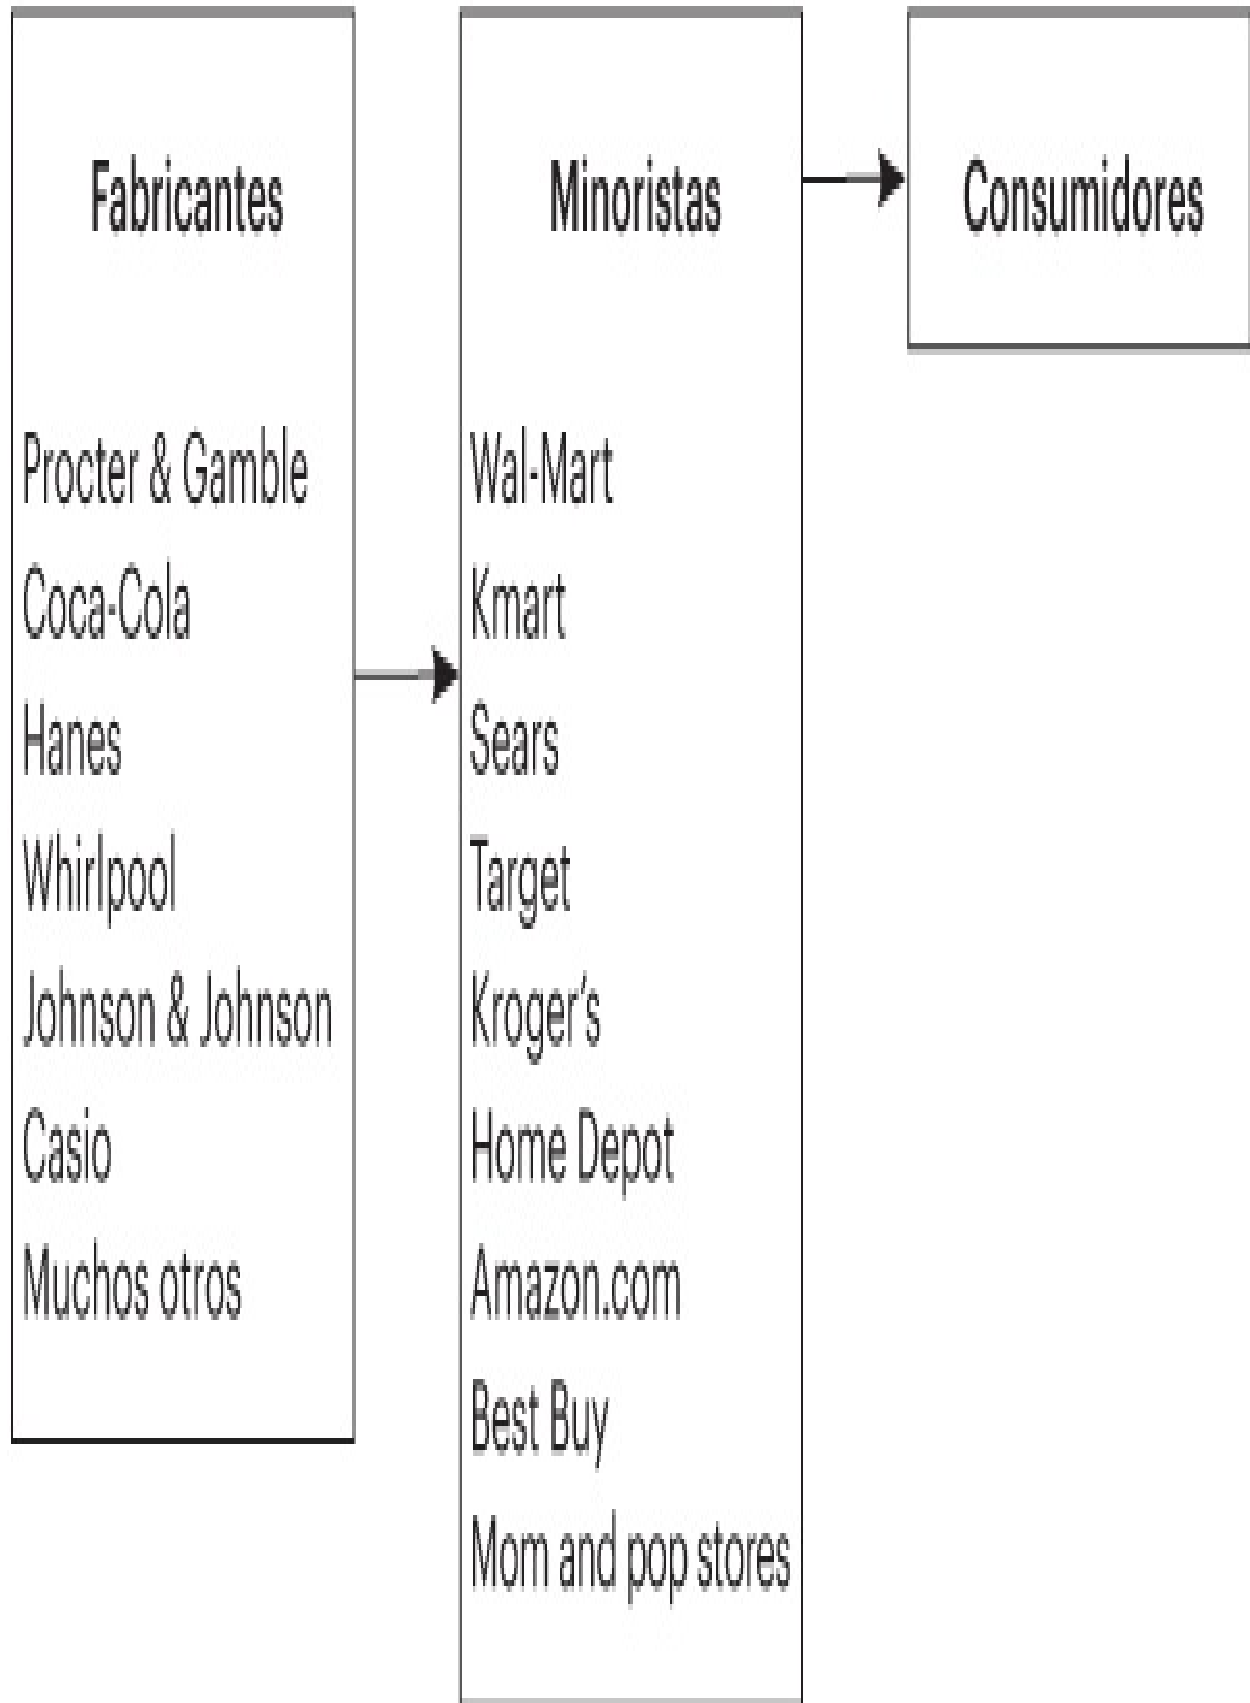 Fabricantes
Procter & Gamble
Coca-Cola
Hanes
Whirlpool
Johnson & Johnson
Casio
Muchos otros
Minoristas
Wal-Mart
Kmart
Sears
Target
Kroger’s
Home Depot
Amazon.com
Best Buy
Mom and pop stores
Consumidores